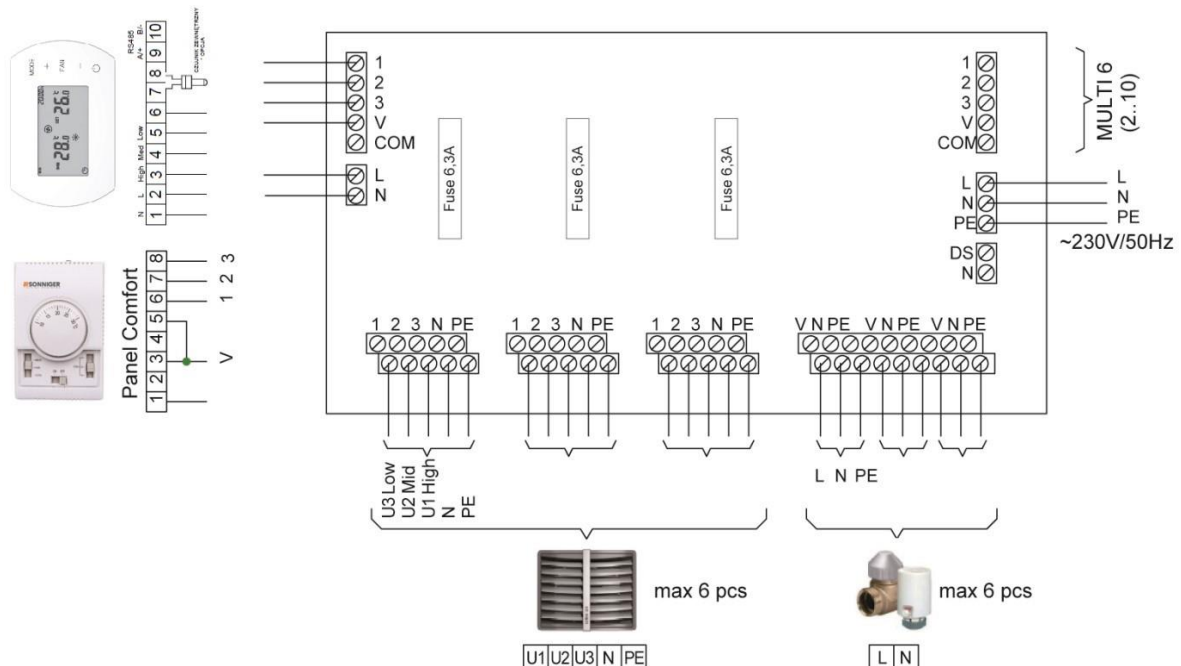 MODE + FAN -
28.0 °C 26.0 °C
RS485
A/+ B/-
CZUJNIK ZEWNĘTRZNY
OPCJA
10
9
8
7
6
5 Low
4 Med
3 High
2 L
1 N
SONNIGER
Panel Comfort
8 3
7 2
6 1
5
4
3 V
2
1
1
2
3
V
COM
L
N
Fuse 6,3A
Fuse 6,3A
Fuse 6,3A
1
2
3
V
COM
MULTI 6
(2..10)
L L
N N
PE PE
~230V/50Hz
DS
N
1 2 3 N PE
1 2 3 N PE
1 2 3 N PE
V N PE V N PE V N PE
U3 Low
U2 Mid
U1 High
N
PE
L N PE
max 6 pcs
max 6 pcs
U1 U2 U3 N PE
L N